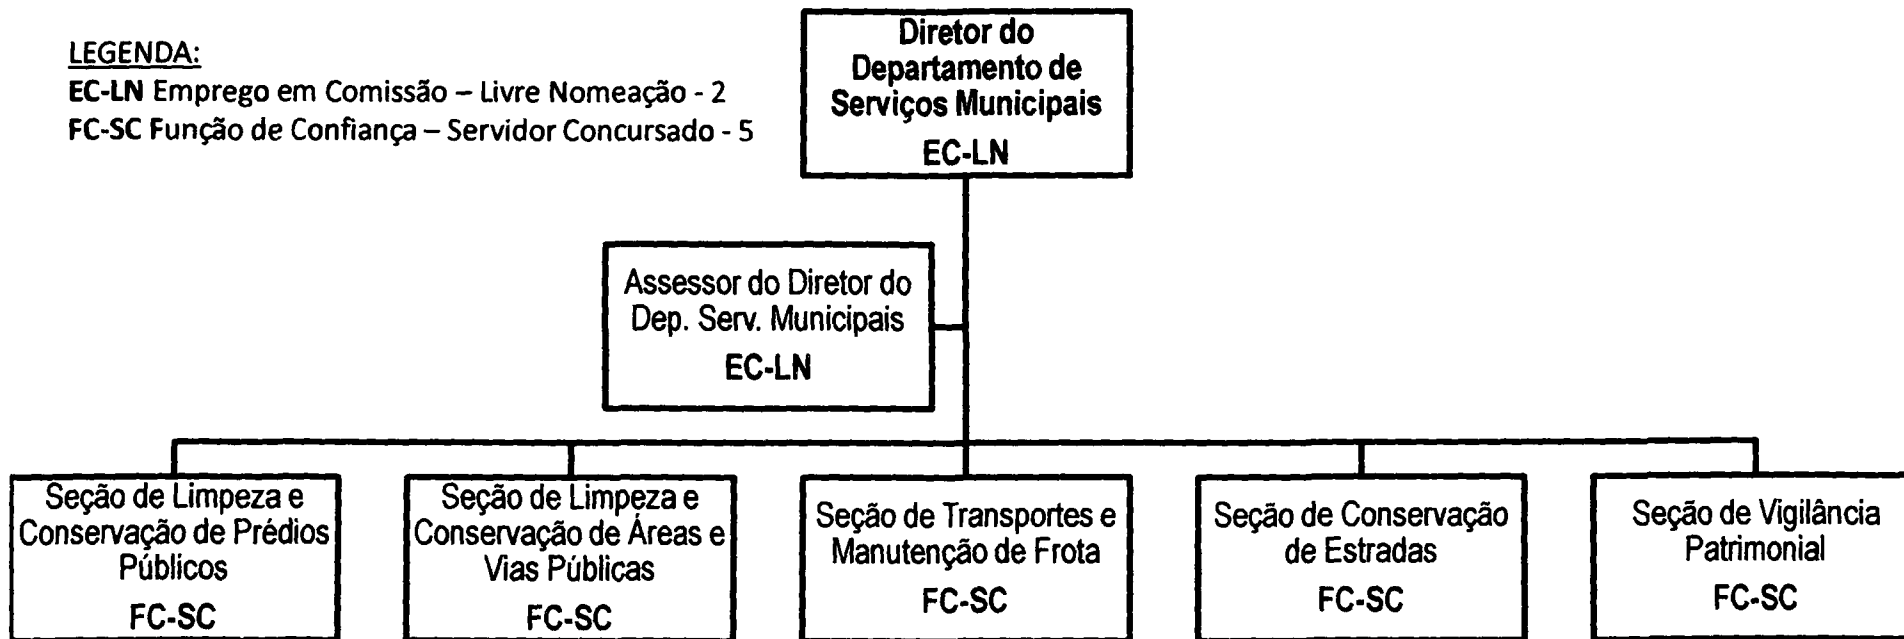 LEGENDA:
EC-LN Emprego em Comissão – Livre Nomeação - 2
FC-SC Função de Confiança – Servidor Concursado - 5
Diretor do
Departamento de
Serviços Municipais
EC-LN
Assessor do Diretor do
Dep. Serv. Municipais
EC-LN
Seção de Limpeza e
Conservação de Prédios
Públicos
FC-SC
Seção de Limpeza e
Conservação de Áreas e
Vias Públicas
FC-SC
Seção de Transportes e
Manutenção de Frota
FC-SC
Seção de Conservação
de Estradas
FC-SC
Seção de Vigilância
Patrimonial
FC-SC